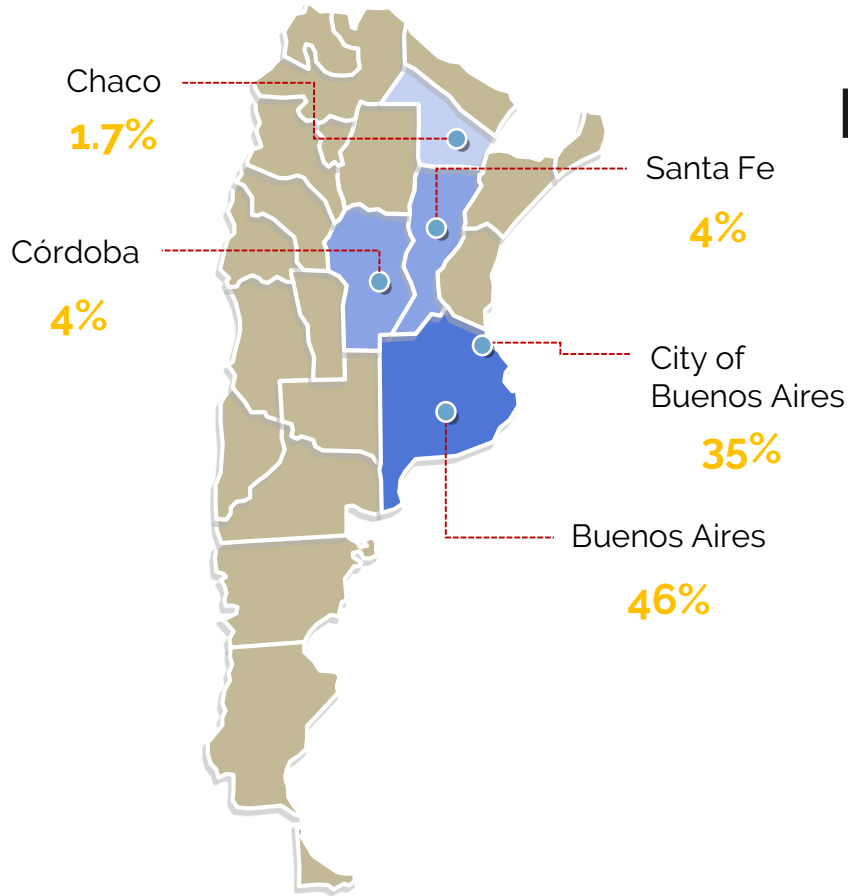 Chaco
1.7%
Santa Fe
4%
Córdoba
4%
City of
Buenos Aires
35%
Buenos Aires
46%